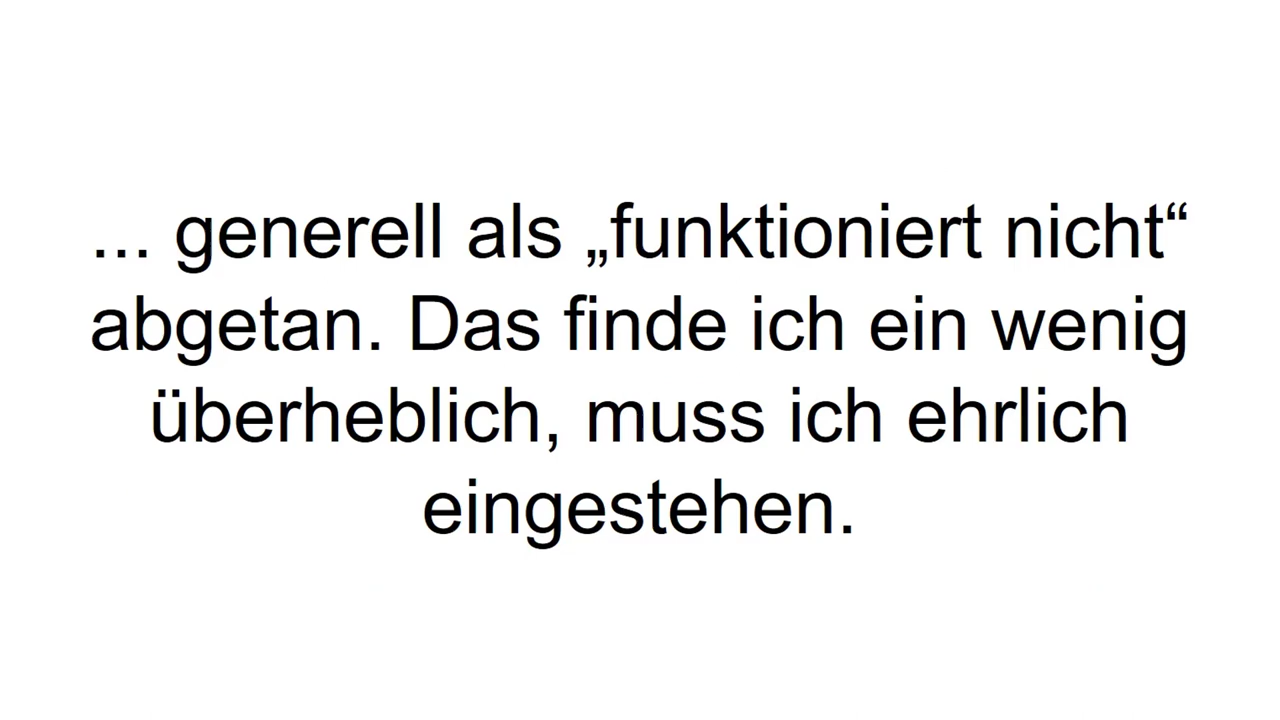 ... generell als „funktioniert nicht“
abgetan. Das finde ich ein wenig
überheblich, muss ich ehrlich
eingestehen.